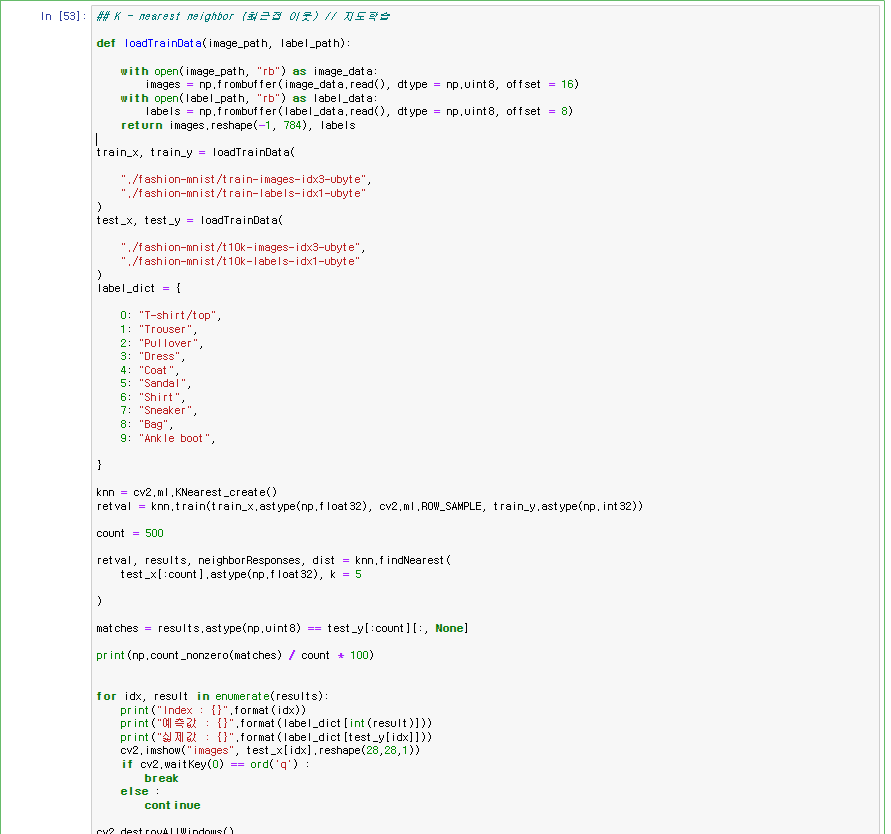 In [53]: ## K - nearest neighbor (최근접 이웃) // 지도학습
def loadTrainData(image_path, label_path):
with open(image_path, "rb") as image_data:
images = np.frombuffer(image_data.read(), dtype = np.uint8, offset = 16)
with open(label_path, "rb") as label_data:
labels = np.frombuffer(label_data.read(), dtype = np.uint8, offset = 8)
return images.reshape(-1, 784), labels
train_x, train_y = loadTrainData(
"./fashion-mnist/train-images-idx3-ubyte",
"./fashion-mnist/train-labels-idx1-ubyte"
)
test_x, test_y = loadTrainData(
"./fashion-mnist/t10k-images-idx3-ubyte",
"./fashion-mnist/t10k-labels-idx1-ubyte"
)
label_dict = {
0: "T-shirt/top",
1: "Trouser",
2: "Pullover",
3: "Dress",
4: "Coat",
5: "Sandal",
6: "Shirt",
7: "Sneaker",
8: "Bag",
9: "Ankle boot",
}
knn = cv2.ml.KNearest_create()
retval = knn.train(train_x.astype(np.float32), cv2.ml.ROW_SAMPLE, train_y.astype(np.int32))
count = 500
retval, results, neighborResponses, dist = knn.findNearest(
test_x[:count].astype(np.float32), k = 5
)
matches = results.astype(np.uint8) == test_y[:count][:, None]
print(np.count_nonzero(matches) / count * 100)
for idx, result in enumerate(results):
print("Index : {}".format(idx))
print("예측값 : {}".format(label_dict[int(result)]))
print("실제값 : {}".format(label_dict[test_y[idx]]))
cv2.imshow("images", test_x[idx].reshape(28,28,1))
if cv2.waitKey(0) == ord('q') :
break
else :
continue
cv2.destroyAllWindows()